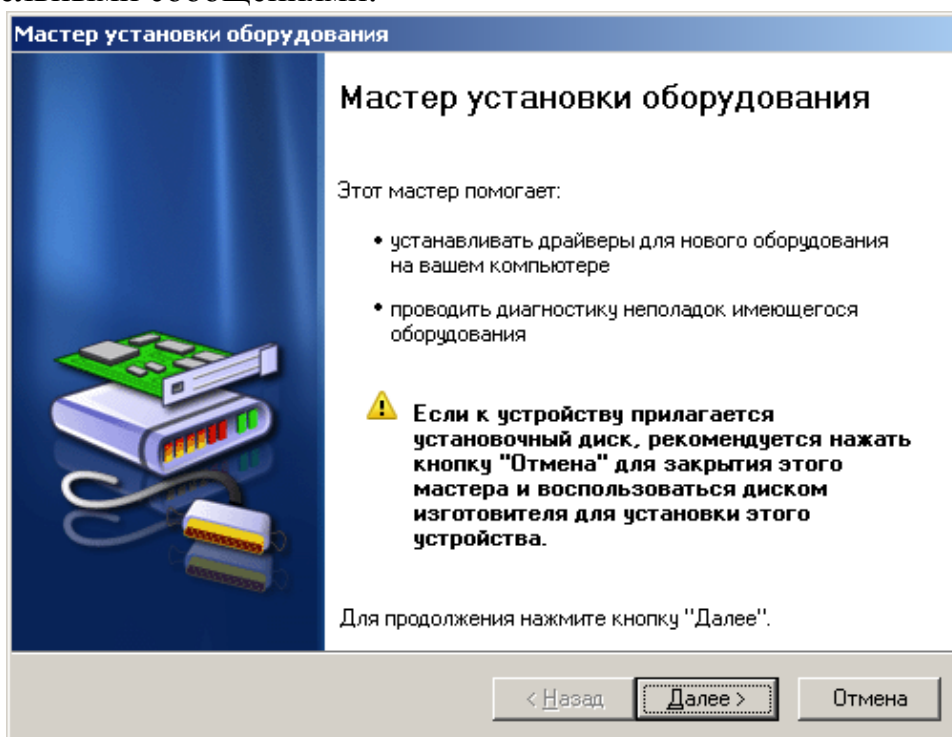 сообщениями.
Мастер установки оборудования
Мастер установки оборудования
Этот мастер помогает:
• устанавливать драйверы для нового оборудования
на вашем компьютере
• проводить диагностику неполадок имеющегося
оборудования
Если к устройству прилагается
установочный диск, рекомендуется нажать
кнопку "Отмена" для закрытия этого
мастера и воспользоваться диском
изготовителя для установки этого
устройства.
Для продолжения нажмите кнопку "Далее".
< Назад
Далее >
Отмена